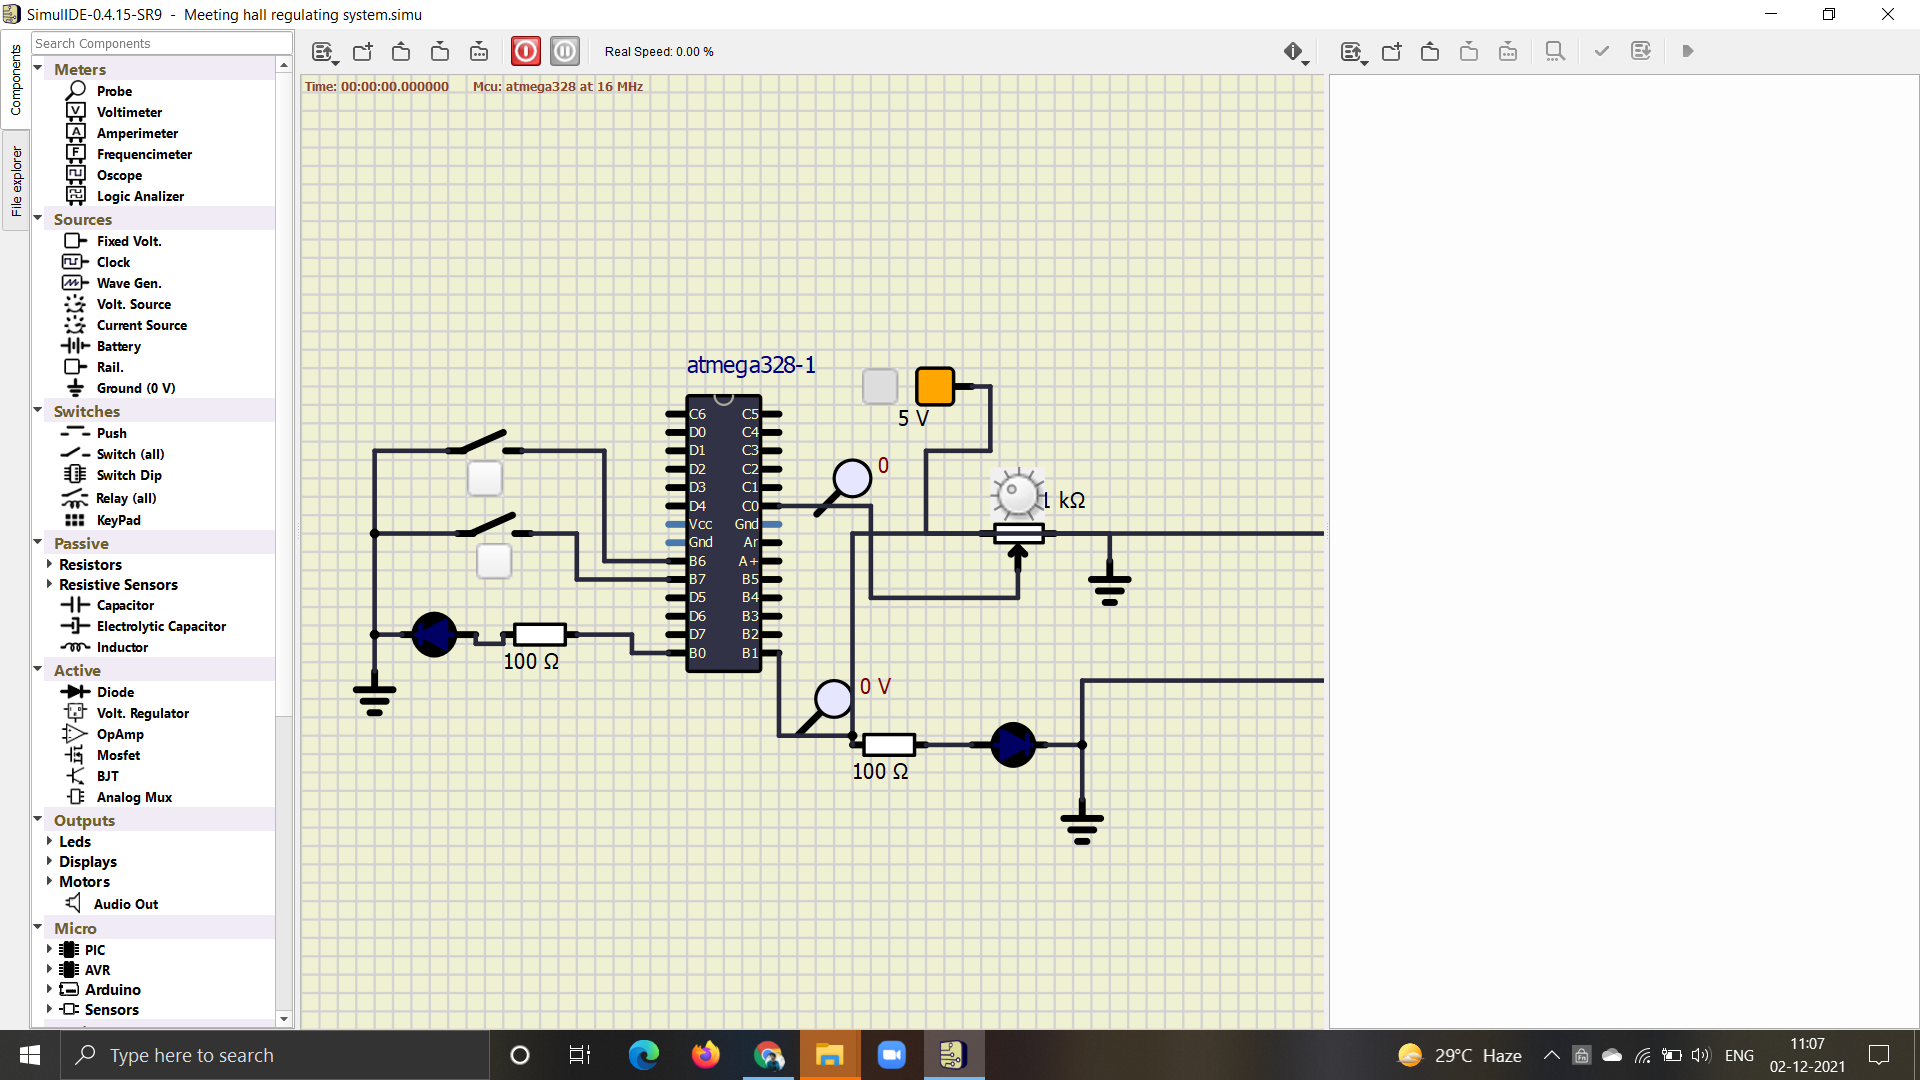 SimulIDE-0.4.15-SR9 - Meeting hall regulating system.simu
Components
File explorer
Search Components
Meters
Probe
Voltimeter
Amperimeter
Frequencimeter
Oscope
Logic Analizer
Sources
Fixed Volt.
Clock
Wave Gen.
Volt. Source
Current Source
Battery
Rail.
Ground (0 V)
Switches
Push
Switch (all)
Switch Dip
Relay (all)
KeyPad
Passive
Resistors
Resistive Sensors
Capacitor
Electrolytic Capacitor
Inductor
Active
Diode
Volt. Regulator
OpAmp
Mosfet
BJT
Analog Mux
Outputs
Leds
Displays
Motors
Audio Out
Micro
PIC
AVR
Arduino
Sensors
Real Speed: 0.00 %
Time: 00:00:00.000000 Mcu: atmega328 at 16 MHz
atmega328-1
5 V
C6 C5
D0 C4
D1 C3
D2 C2
D3 C1
D4 C0
Vcc Gnd
Gnd Ar
B6 A+
B7 B5
D5 B4
D6 B3
D7 B2
B0 B1
0
1 kΩ
100 Ω
0 V
100 Ω
Type here to search
29°C Haze
ENG
11:07
02-12-2021